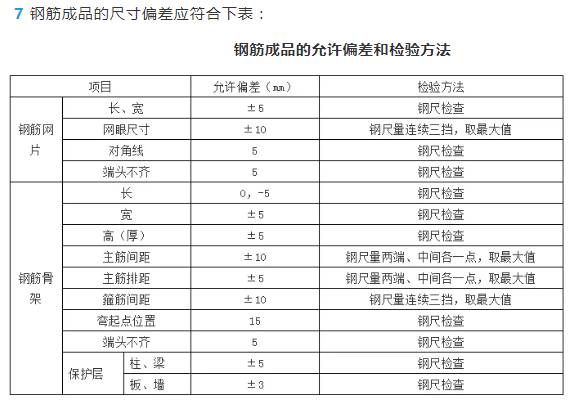 7 钢筋成品的尺寸偏差应符合下表：
钢筋成品的允许偏差和检验方法
项目 允许偏差（mm） 检验方法
钢筋网片
长、宽 ±5 钢尺检查
网眼尺寸 ±10 钢尺量连续三挡，取最大值
对角线 5 钢尺检查
端头不齐 5 钢尺检查
钢筋骨架
长 0，-5 钢尺检查
宽 ±5 钢尺检查
高（厚） ±5 钢尺检查
主筋间距 ±10 钢尺量两端、中间各一点，取最大值
主筋排距 ±5 钢尺量两端、中间各一点，取最大值
箍筋间距 ±10 钢尺量连续三挡，取最大值
弯起点位置 15 钢尺检查
端头不齐 5 钢尺检查
保护层
柱、梁 ±5 钢尺检查
板、墙 ±3 钢尺检查